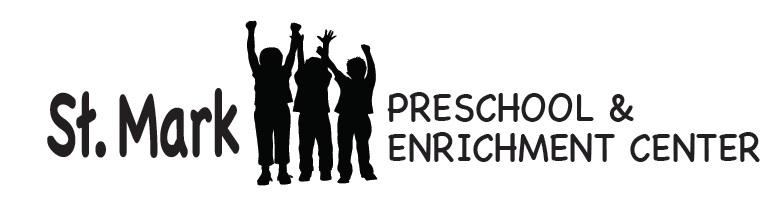 St. Mark
PRESCHOOL &
ENRICHMENT CENTER